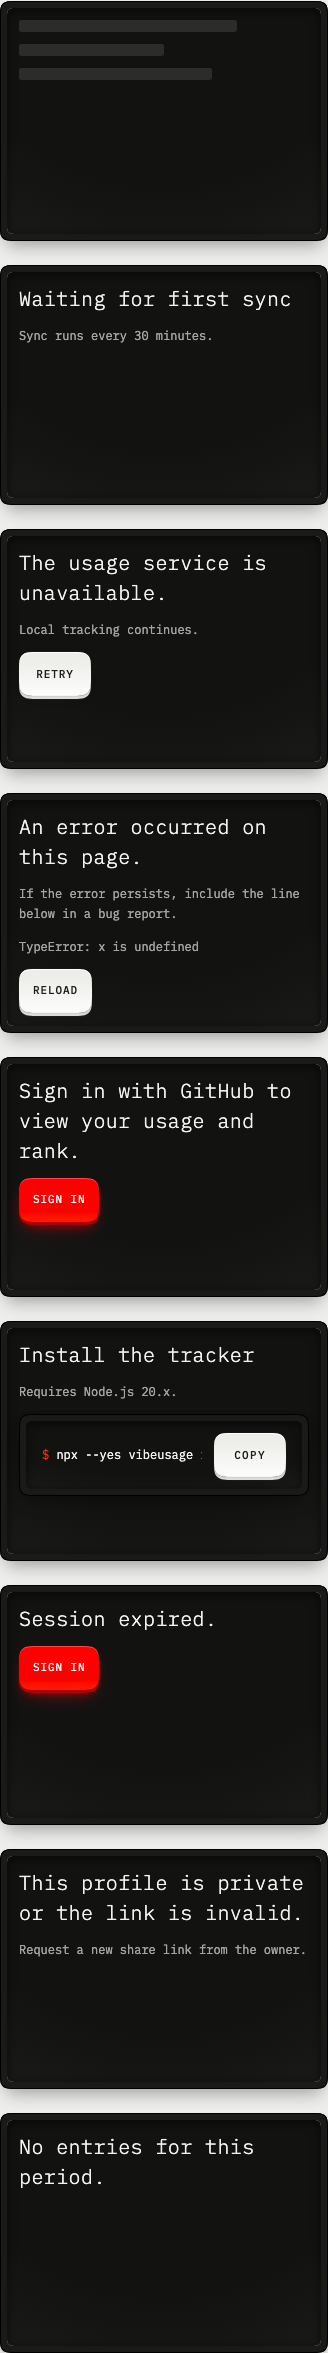 Waiting for first sync
Sync runs every 30 minutes.
The usage service is
unavailable.
Local tracking continues.
RETRY
An error occurred on
this page.
If the error persists, include the line
below in a bug report.
TypeError: x is undefined
RELOAD
Sign in with GitHub to
view your usage and
rank.
SIGN IN
Install the tracker
Requires Node.js 20.x.
$ npx --yes vibeusage
COPY
Session expired.
SIGN IN
This profile is private
or the link is invalid.
Request a new share link from the owner.
No entries for this
period.